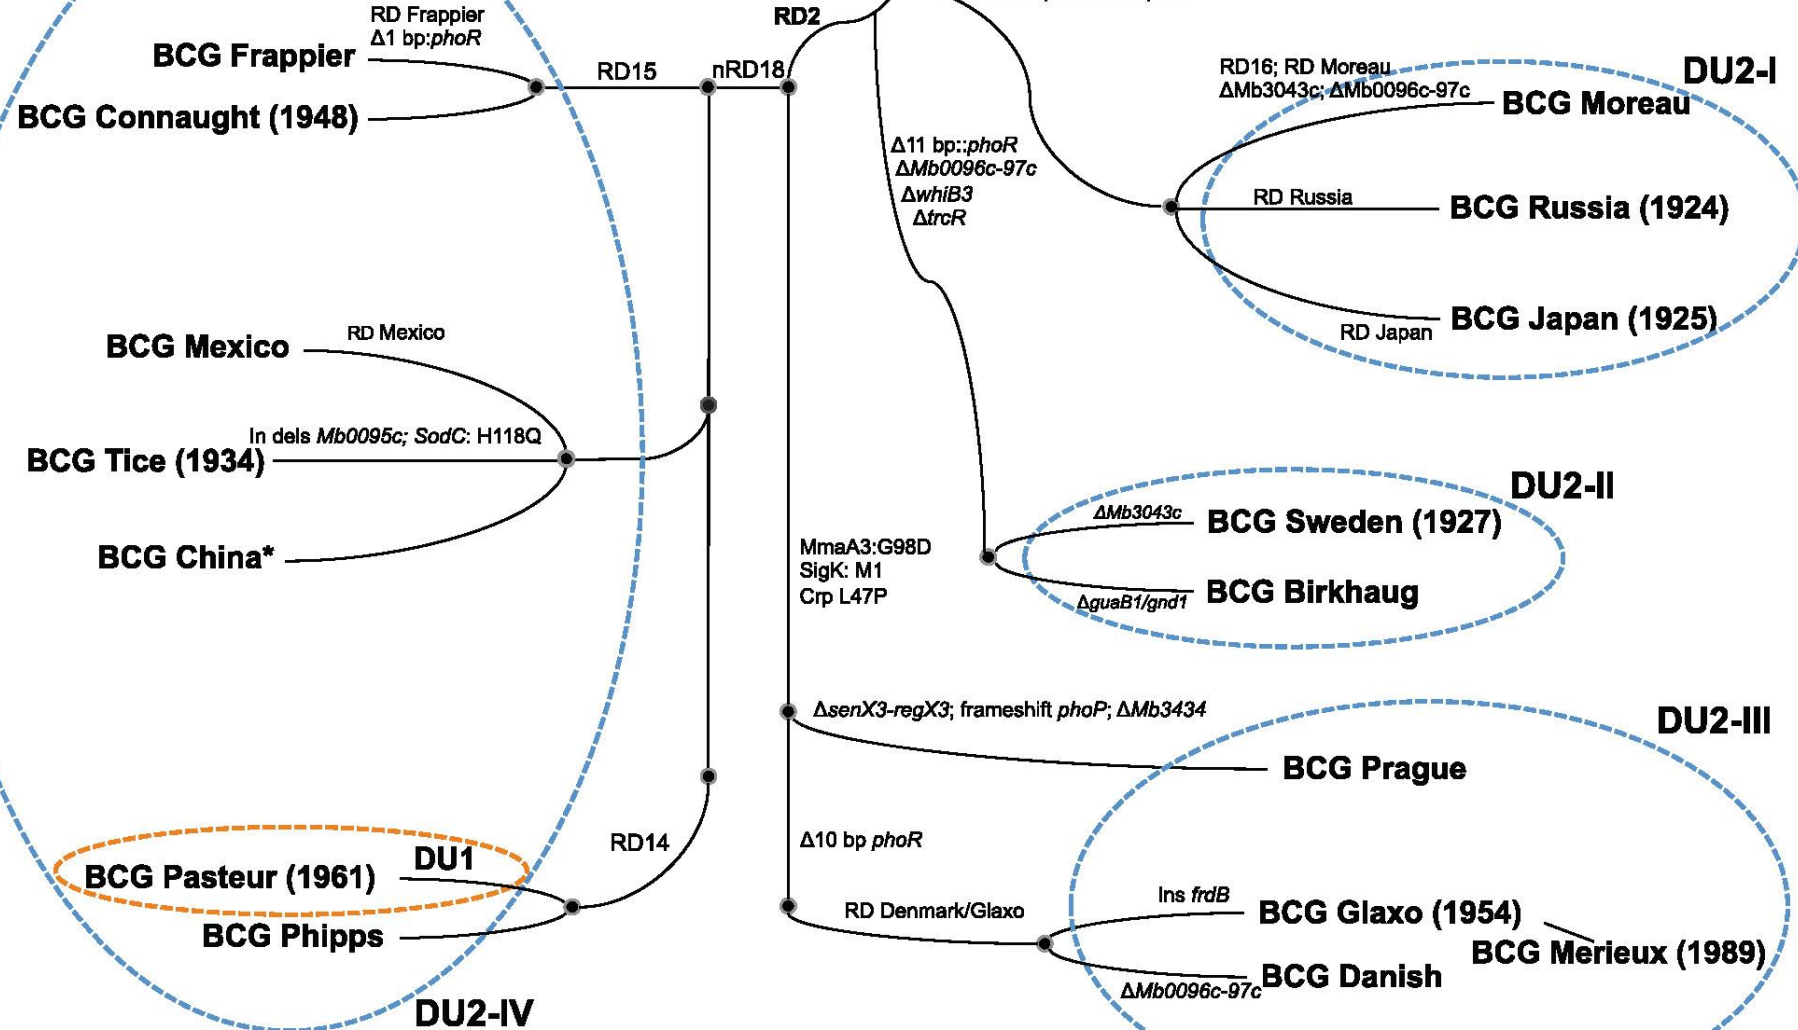 RD Frappier
Δ1 bp:phoR
BCG Frappier
BCG Connaught (1948)
RD15
nRD18
RD2
Δ11 bp::phoR
ΔMb0096c-97c
ΔwhiB3
ΔtrcR
DU2-I
RD16; RD Moreau
ΔMb3043c; ΔMb0096c-97c
BCG Moreau
RD Russia
BCG Russia (1924)
BCG Japan (1925)
RD Japan
RD Mexico
BCG Mexico
In dels Mb0095c; SodC: H118Q
BCG Tice (1934)
BCG China*
DU2-II
ΔMb3043c
BCG Sweden (1927)
BCG Birkhaug
ΔguaB1/gnd1
MmaA3:G98D
SigK: M1
Crp L47P
ΔsenX3-regX3; frameshift phoP; ΔMb3434
DU2-III
BCG Prague
Δ10 bp phoR
RD14
DU1
BCG Pasteur (1961)
BCG Phipps
DU2-IV
RD Denmark/Glaxo
Ins frdB
BCG Glaxo (1954)
BCG Merieux (1989)
BCG Danish
ΔMb0096c-97c